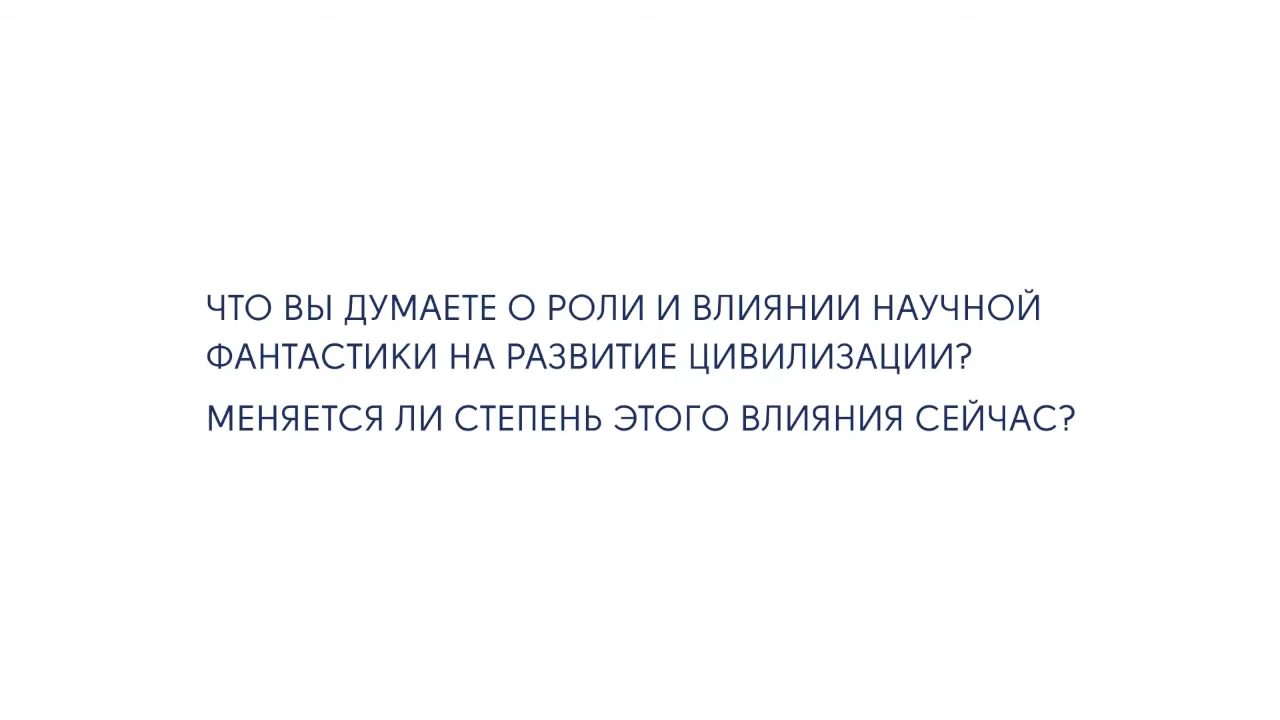 ЧТО ВЫ ДУМАЕТЕ О РОЛИ И ВЛИЯНИИ НАУЧНОЙ
ФАНТАСТИКИ НА РАЗВИТИЕ ЦИВИЛИЗАЦИИ?
МЕНЯЕТСЯ ЛИ СТЕПЕНЬ ЭТОГО ВЛИЯНИЯ СЕЙЧАС?